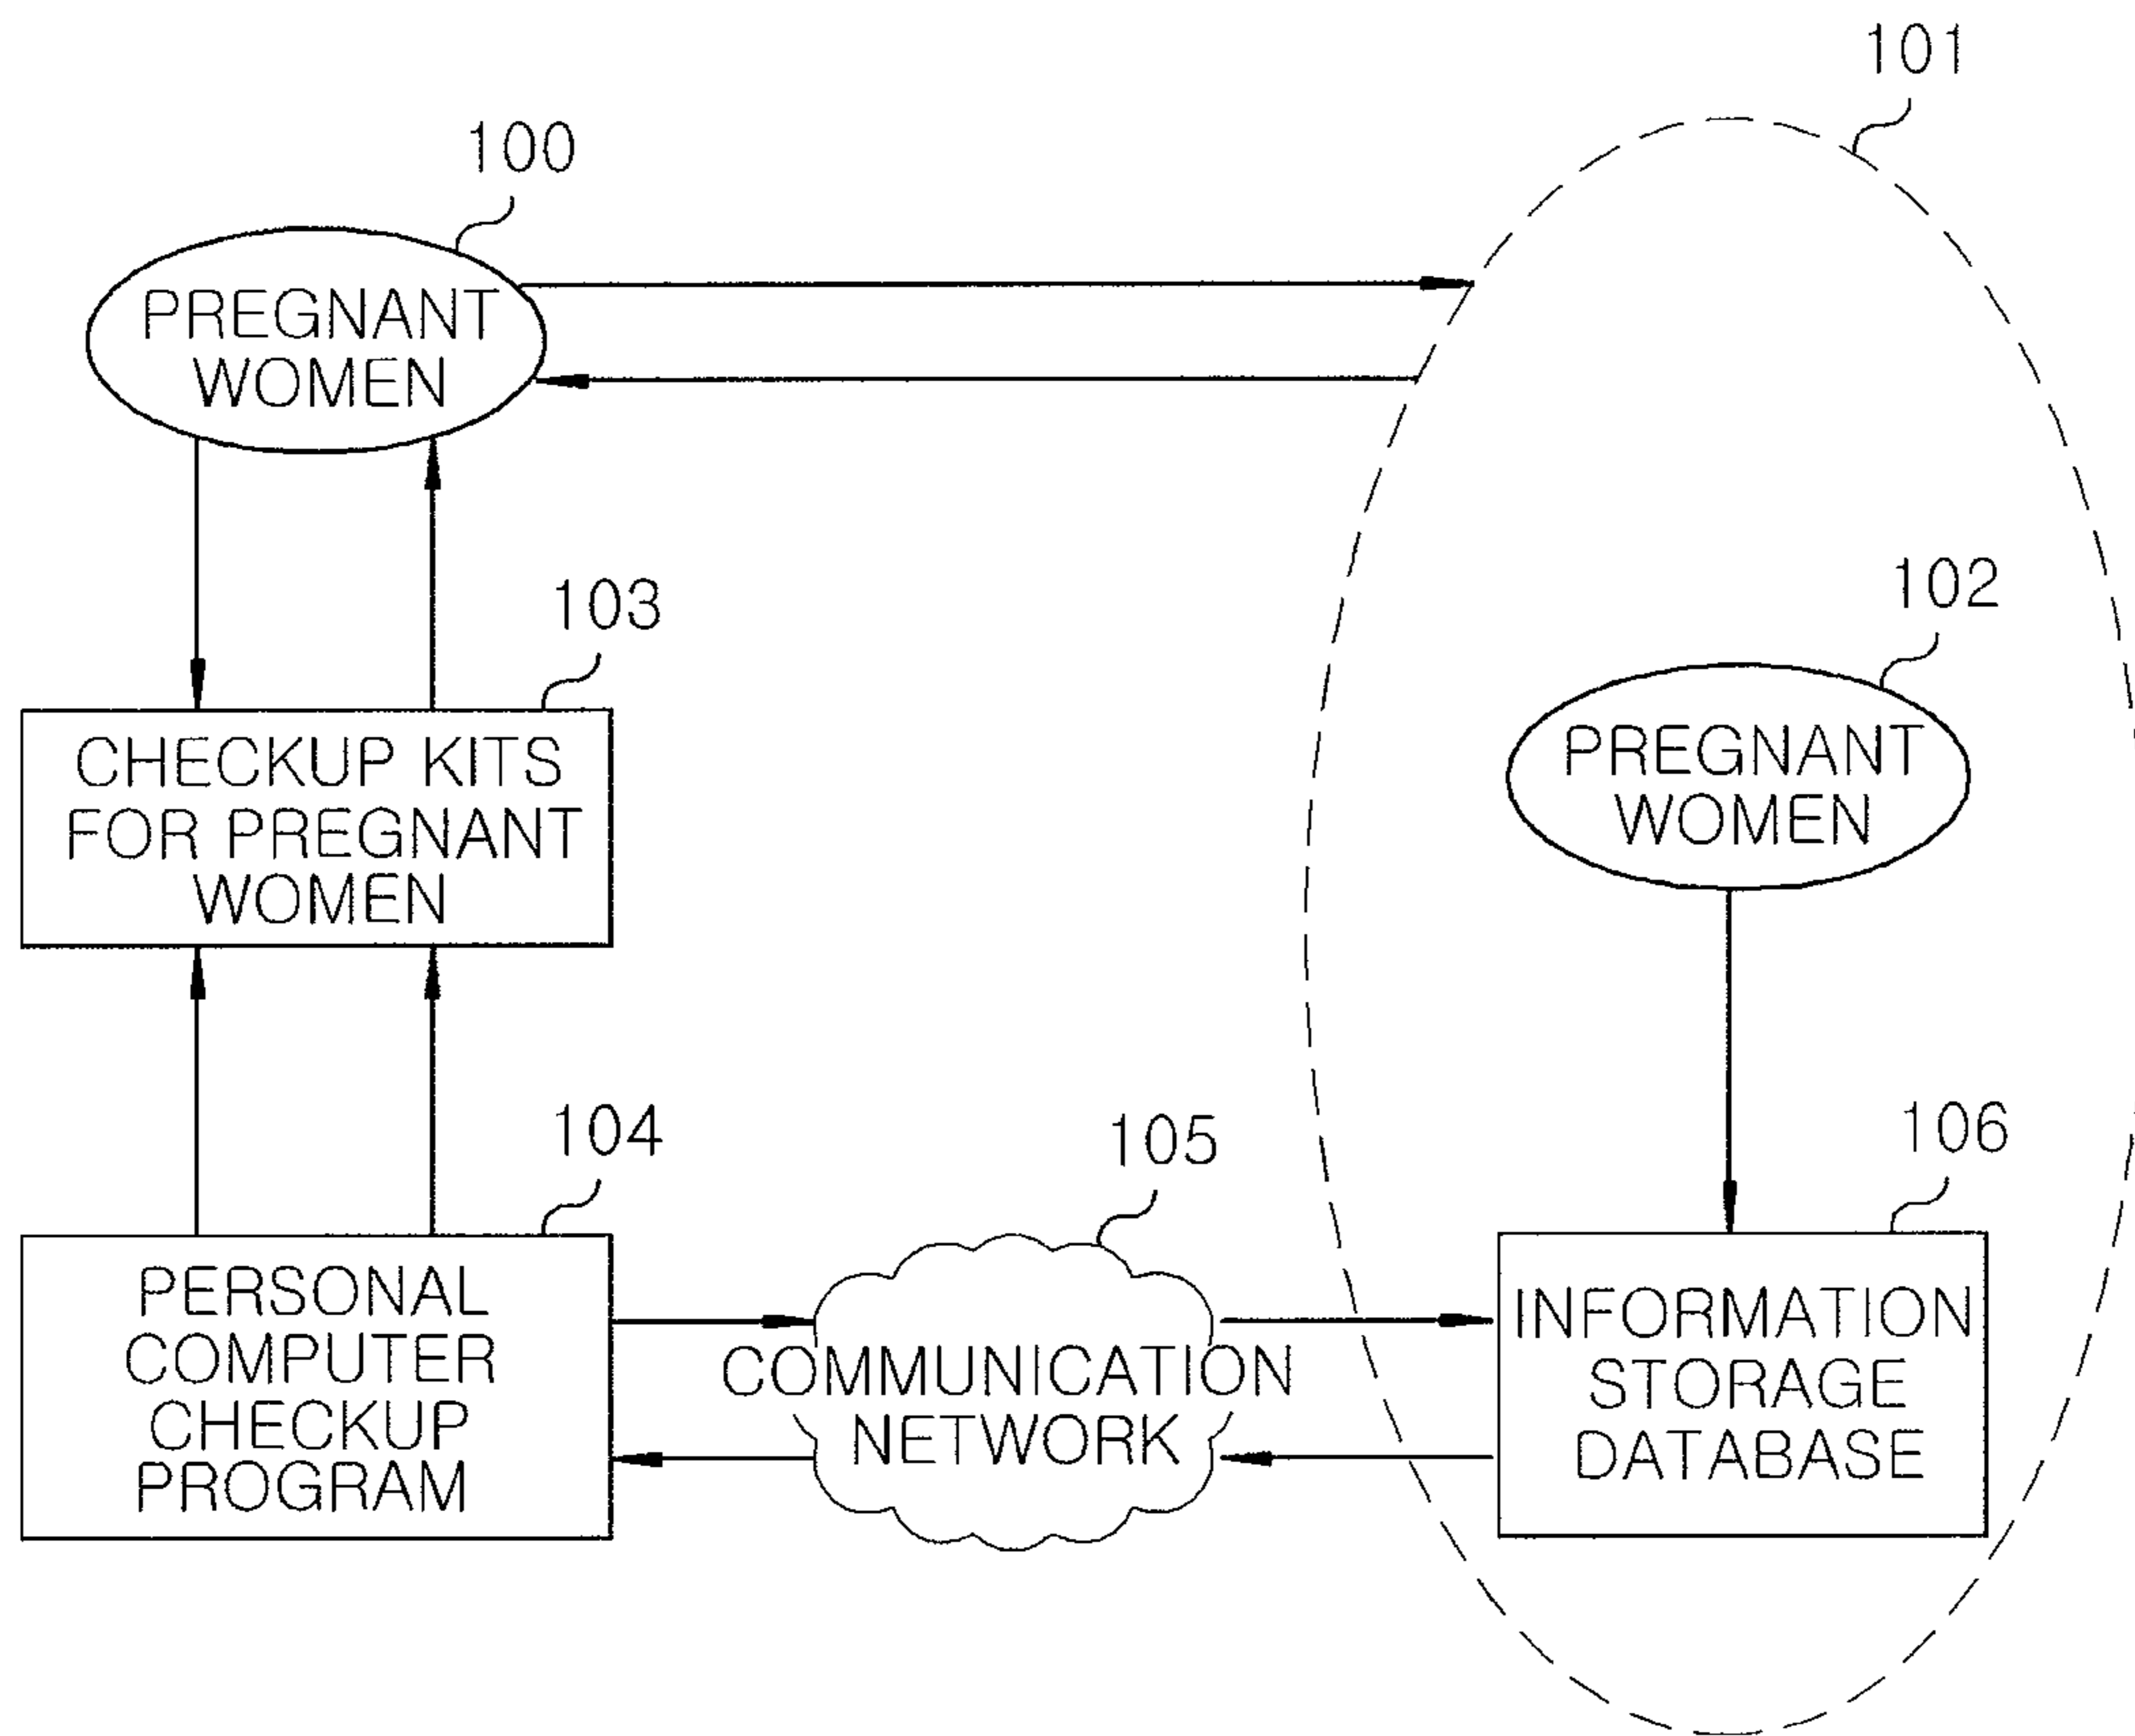 101
100
PREGNANT
WOMEN
102
PREGNANT
WOMEN
103
CHECKUP KITS
FOR PREGNANT
WOMEN
104
PERSONAL
COMPUTER
CHECKUP
PROGRAM
105
COMMUNICATION
NETWORK
106
INFORMATION
STORAGE
DATABASE